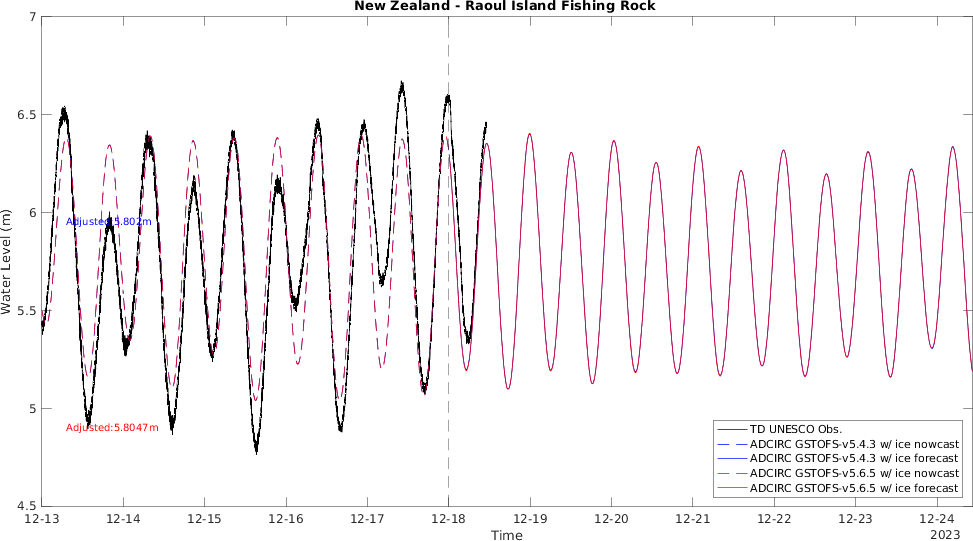 New Zealand - Raoul Island Fishing Rock
7
6.5
6
5.5
5
4.5
Water Level (m)
Adjusted:5.802m
Adjusted:5.8047m
TD UNESCO Obs.
ADCIRC GSTOFS-v5.4.3 w/ ice nowcast
ADCIRC GSTOFS-v5.4.3 w/ ice forecast
ADCIRC GSTOFS-v5.6.5 w/ ice nowcast
ADCIRC GSTOFS-v5.6.5 w/ ice forecast
12-13 12-14 12-15 12-16 12-17 12-18 12-19 12-20 12-21 12-22 12-23 12-24
2023
Time